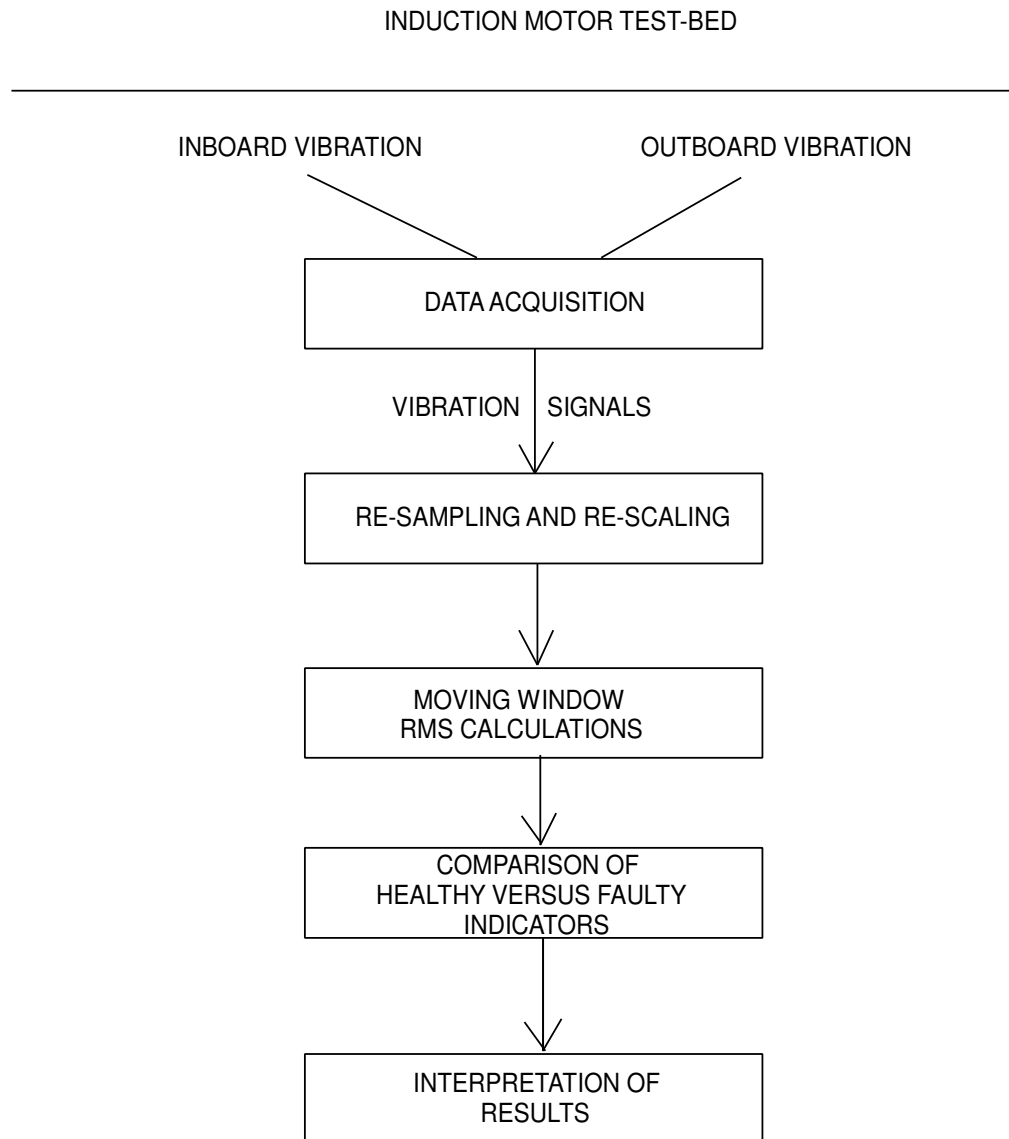 INDUCTION MOTOR TEST-BED
INBOARD VIBRATION
OUTBOARD VIBRATION
DATA ACQUISITION
VIBRATION SIGNALS
RE-SAMPLING AND RE-SCALING
MOVING WINDOW
RMS CALCULATIONS
COMPARISON OF
HEALTHY VERSUS FAULTY
INDICATORS
INTERPRETATION OF
RESULTS